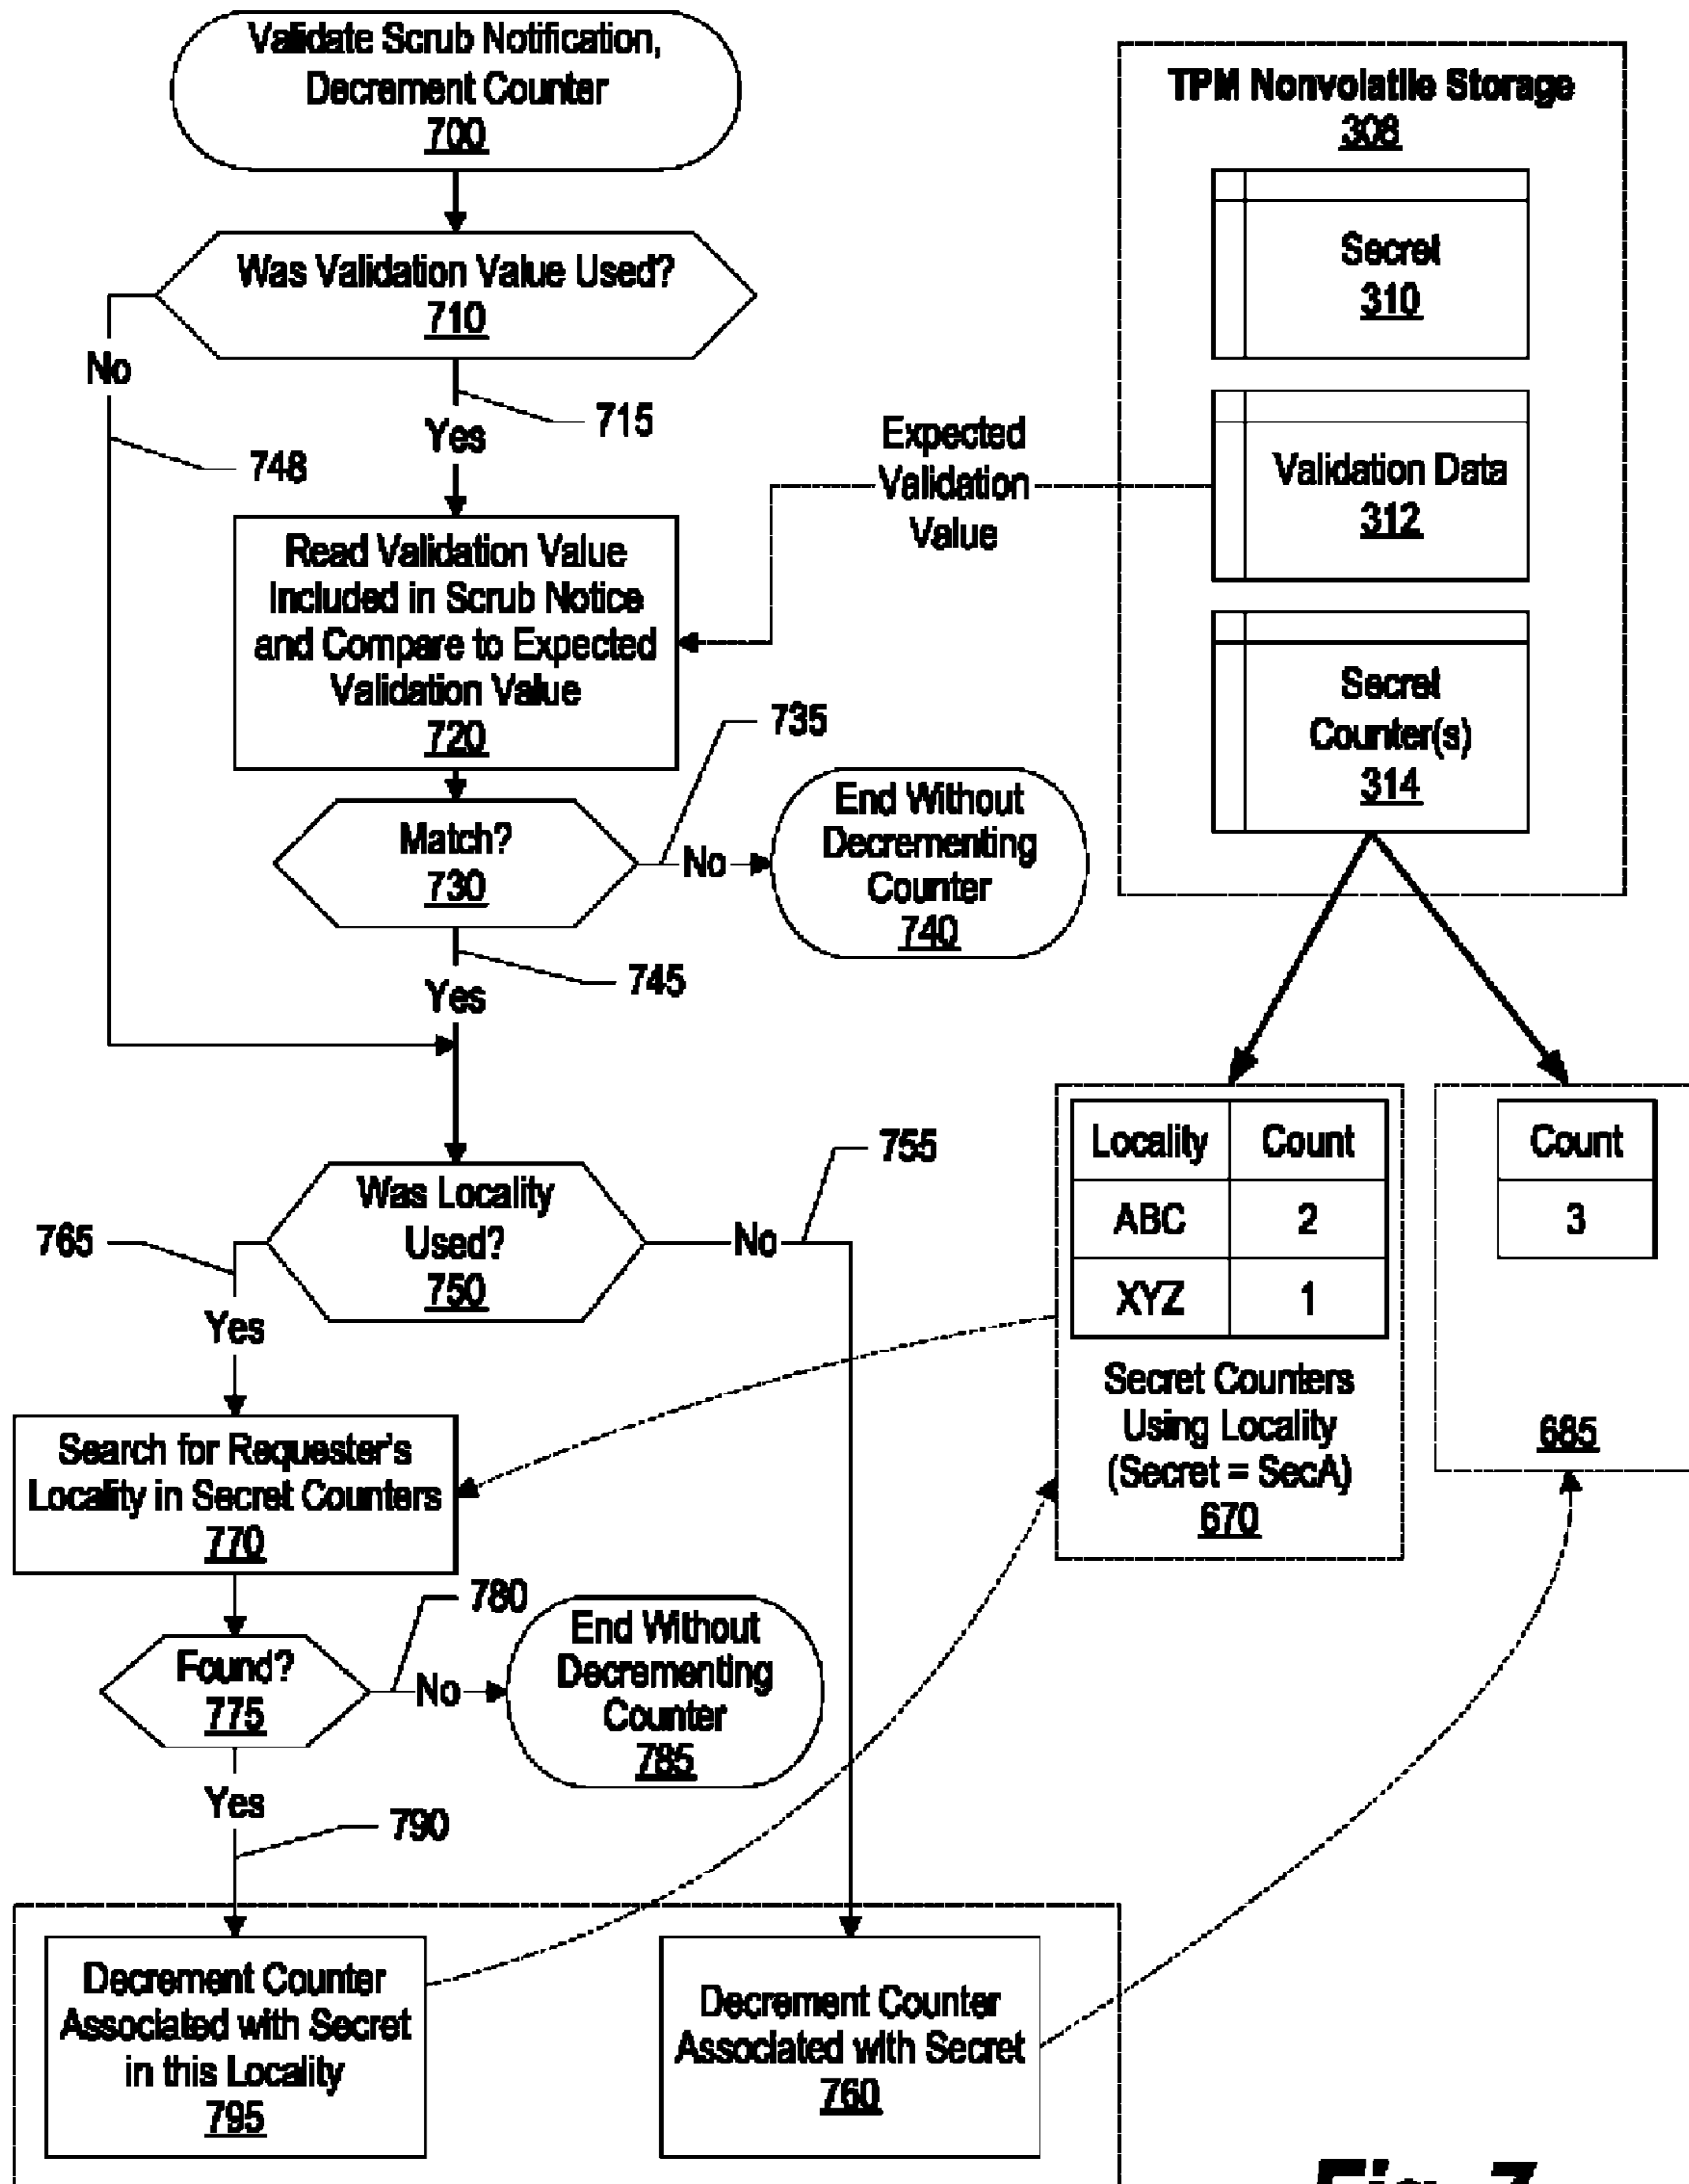 Validate Scrub Notification,
Decrement Counter
700
Was Validation Value Used?
710
No
748
715
Yes
Read Validation Value
Included in Scrub Notice
and Compare to Expected
Validation Value
720
Expected
Validation
Value
TPM Nonvolatile Storage
308
Secret
310
Validation Data
312
Secret
Counter(s)
314
Match?
730
735
No
End Without
Decrementing
Counter
740
745
Yes
Was Locality
Used?
750
755
No
765
Yes
Locality Count
ABC 2
XYZ 1
Secret Counters
Using Locality
(Secret = SecA)
670
Count
3
685
Search for Requester's
Locality in Secret Counters
770
Found?
775
780
No
End Without
Decrementing
Counter
785
Yes
790
Decrement Counter
Associated with Secret
in this Locality
795
Decrement Counter
Associated with Secret
760